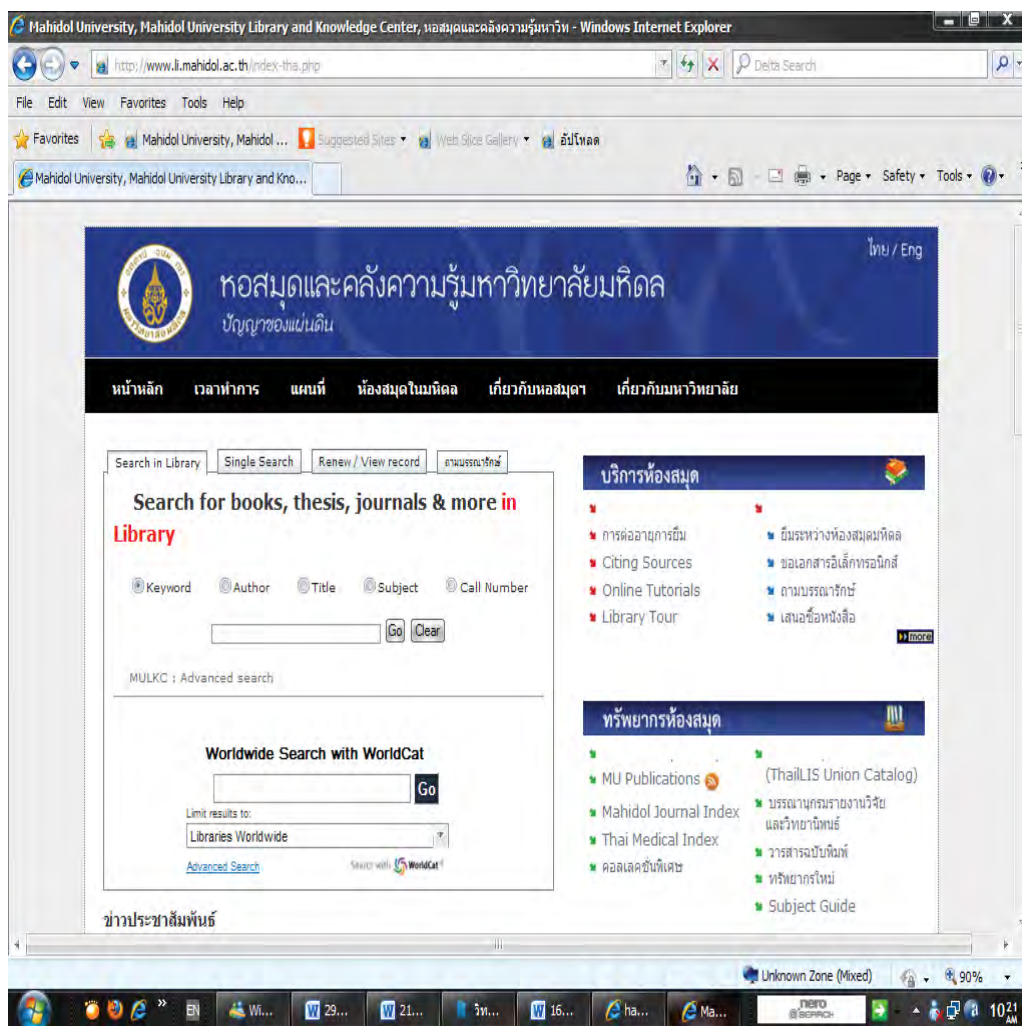 Mahidol University, Mahidol University Library and Knowledge Center, หอสมุดและคลังความรู้มหาวิท - Windows Internet Explorer
http://www.li.mahidol.ac.th/index-tha.php
Delta Search
File Edit View Favorites Tools Help
Favorites Mahidol University, Mahidol ... Suggested Sites Web Slice Gallery อัปโหลด
Mahidol University, Mahidol University Library and Kno...
Page Safety Tools
ไทย / Eng
หอสมุดและคลังความรู้มหาวิทยาลัยมหิดล
ปัญญาของแผ่นดิน
หน้าหลัก เวลาทำการ แผนที่ ห้องสมุดในมหิดล เกี่ยวกับหอสมุดฯ เกี่ยวกับมหาวิทยาลัย
Search in Library Single Search Renew / View record ถามบรรณารักษ์
Search for books, thesis, journals & more in
Library
Keyword Author Title Subject Call Number
Go Clear
MULKC : Advanced search
Worldwide Search with WorldCat
Go
Limit results to:
Libraries Worldwide
Advanced Search Search with WorldCat
ข่าวประชาสัมพันธ์
บริการห้องสมุด
การต่ออายุการยืม
Citing Sources
Online Tutorials
Library Tour
ยืมระหว่างห้องสมุดมหิดล
ขอเอกสารอิเล็กทรอนิกส์
ถามบรรณารักษ์
เสนอซื้อหนังสือ
more
ทรัพยากรห้องสมุด
MU Publications
Mahidol Journal Index
Thai Medical Index
คอลเลคชั่นพิเศษ
(ThaiLIS Union Catalog)
บรรณานุกรมรายงานวิจัย
และวิทยานิพนธ์
วารสารฉบับพิมพ์
ทรัพยากรใหม่
Subject Guide
Unknown Zone (Mixed) 90%
EN Wi... 29... 21... วิท... 16... ha... Ma... nero SEARCH 10:21 AM